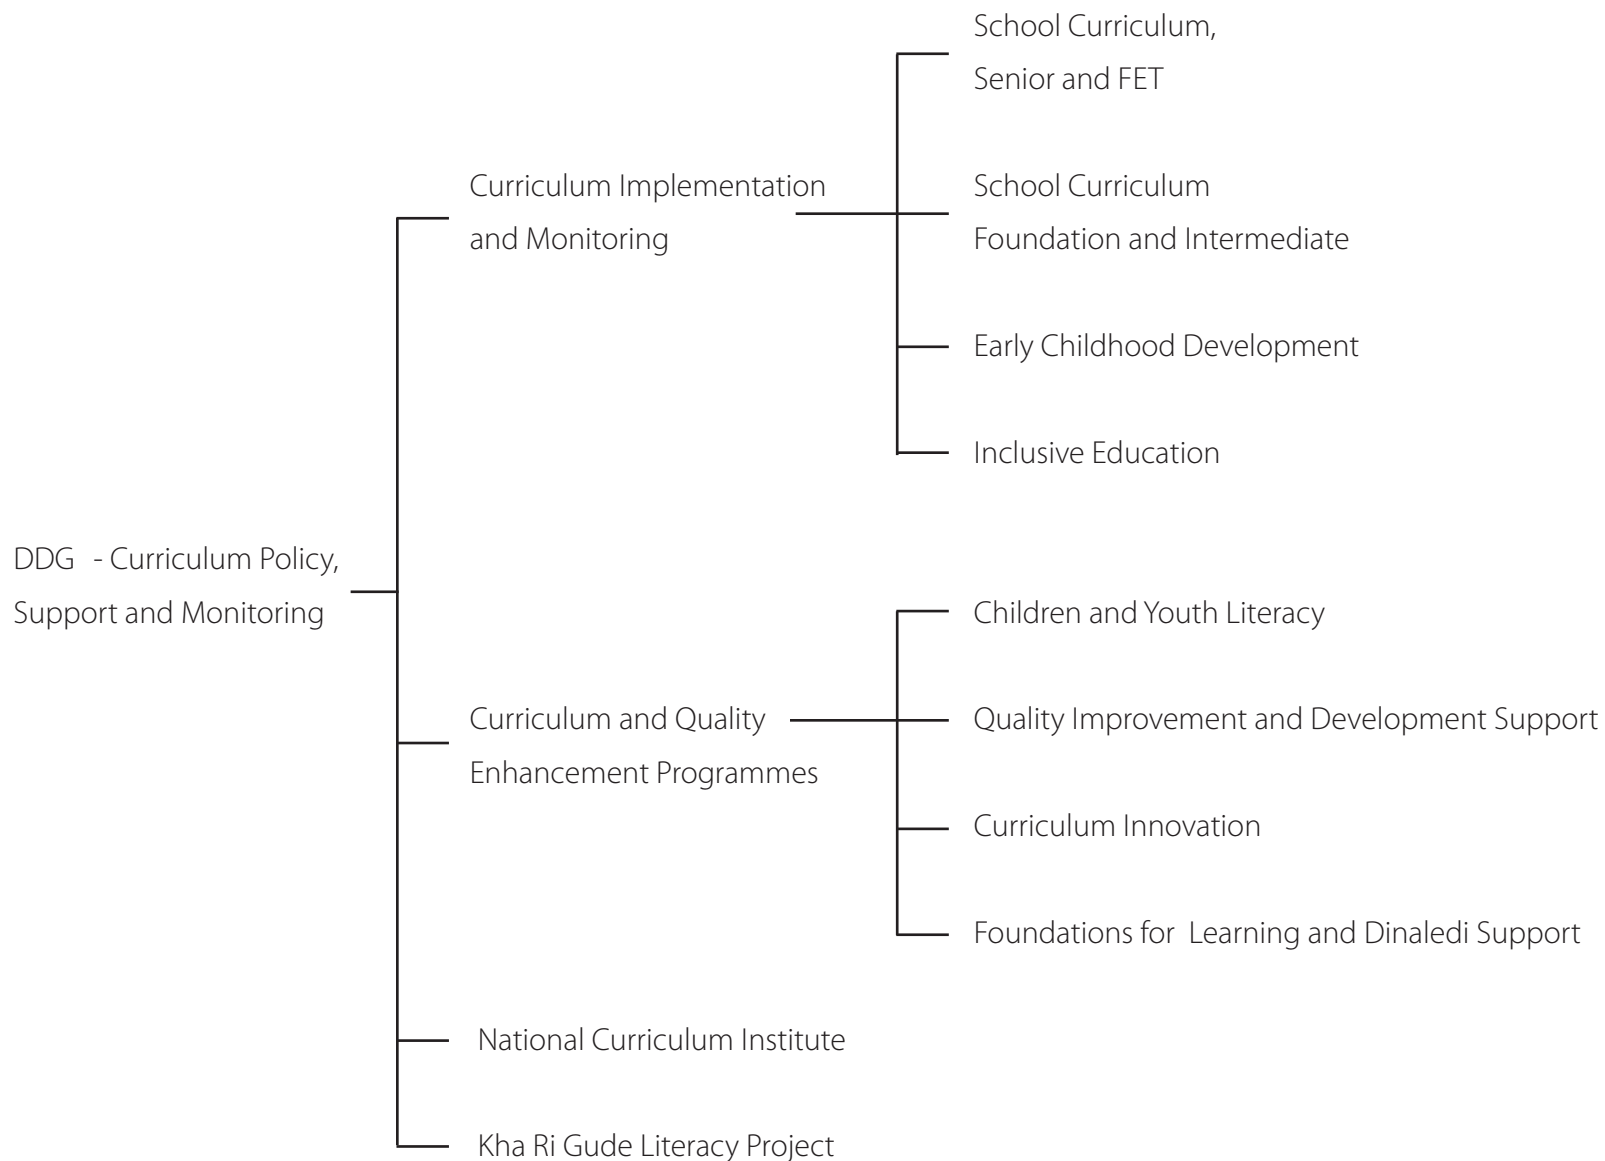 DDG - Curriculum Policy,
Support and Monitoring
Curriculum Implementation
and Monitoring
School Curriculum,
Senior and FET
School Curriculum
Foundation and Intermediate
Early Childhood Development
Inclusive Education
Curriculum and Quality
Enhancement Programmes
Children and Youth Literacy
Quality Improvement and Development Support
Curriculum Innovation
Foundations for Learning and Dinaledi Support
National Curriculum Institute
Kha Ri Gude Literacy Project